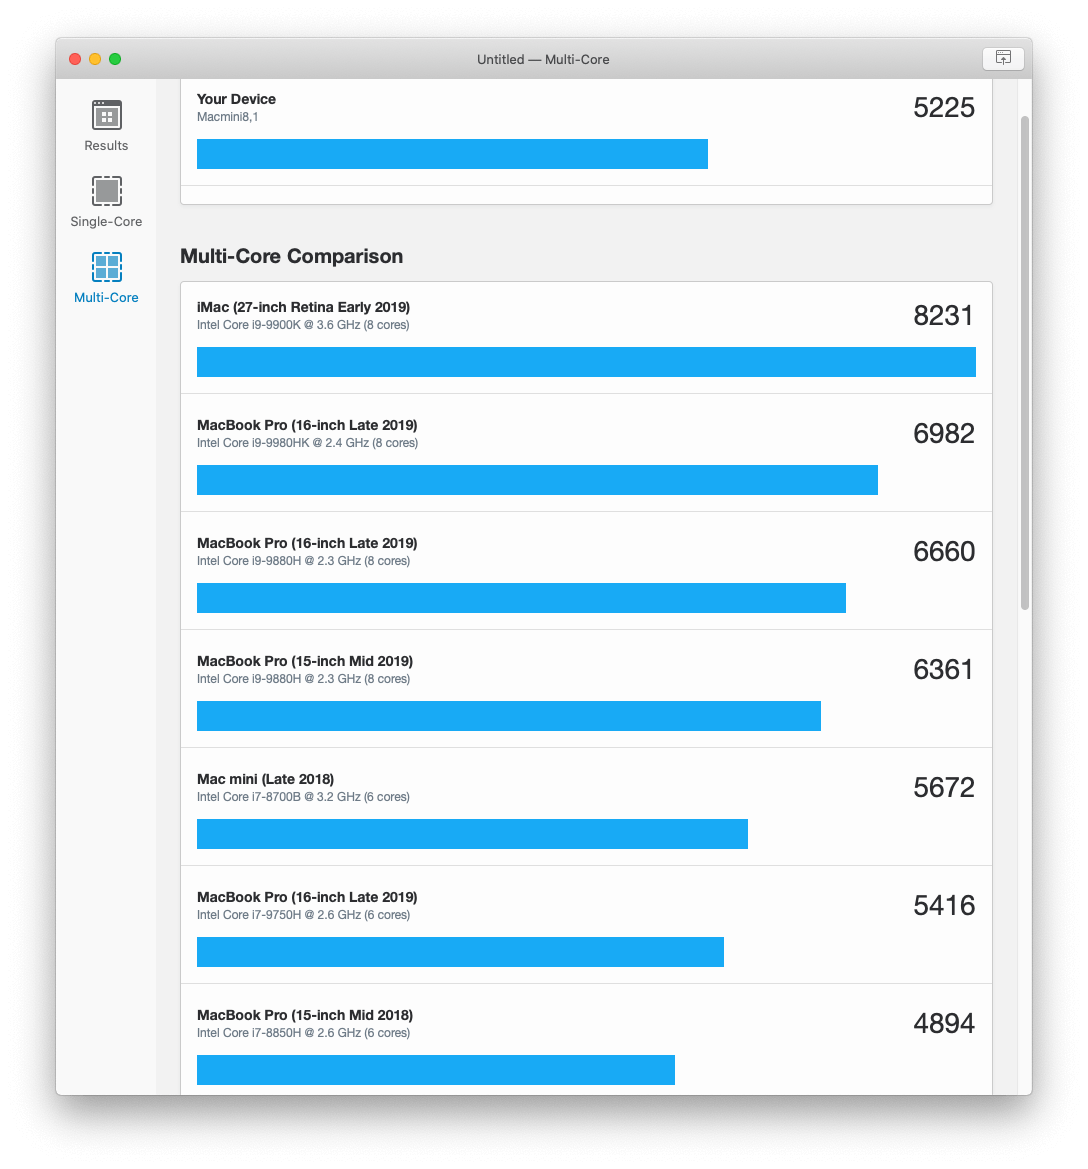 Untitled — Multi-Core
Results
Single-Core
Multi-Core
Your Device
Macmini8,1
5225
Multi-Core Comparison
iMac (27-inch Retina Early 2019)
Intel Core i9-9900K @ 3.6 GHz (8 cores)
8231
MacBook Pro (16-inch Late 2019)
Intel Core i9-9980HK @ 2.4 GHz (8 cores)
6982
MacBook Pro (16-inch Late 2019)
Intel Core i9-9880H @ 2.3 GHz (8 cores)
6660
MacBook Pro (15-inch Mid 2019)
Intel Core i9-9880H @ 2.3 GHz (8 cores)
6361
Mac mini (Late 2018)
Intel Core i7-8700B @ 3.2 GHz (6 cores)
5672
MacBook Pro (16-inch Late 2019)
Intel Core i7-9750H @ 2.6 GHz (6 cores)
5416
MacBook Pro (15-inch Mid 2018)
Intel Core i7-8850H @ 2.6 GHz (6 cores)
4894